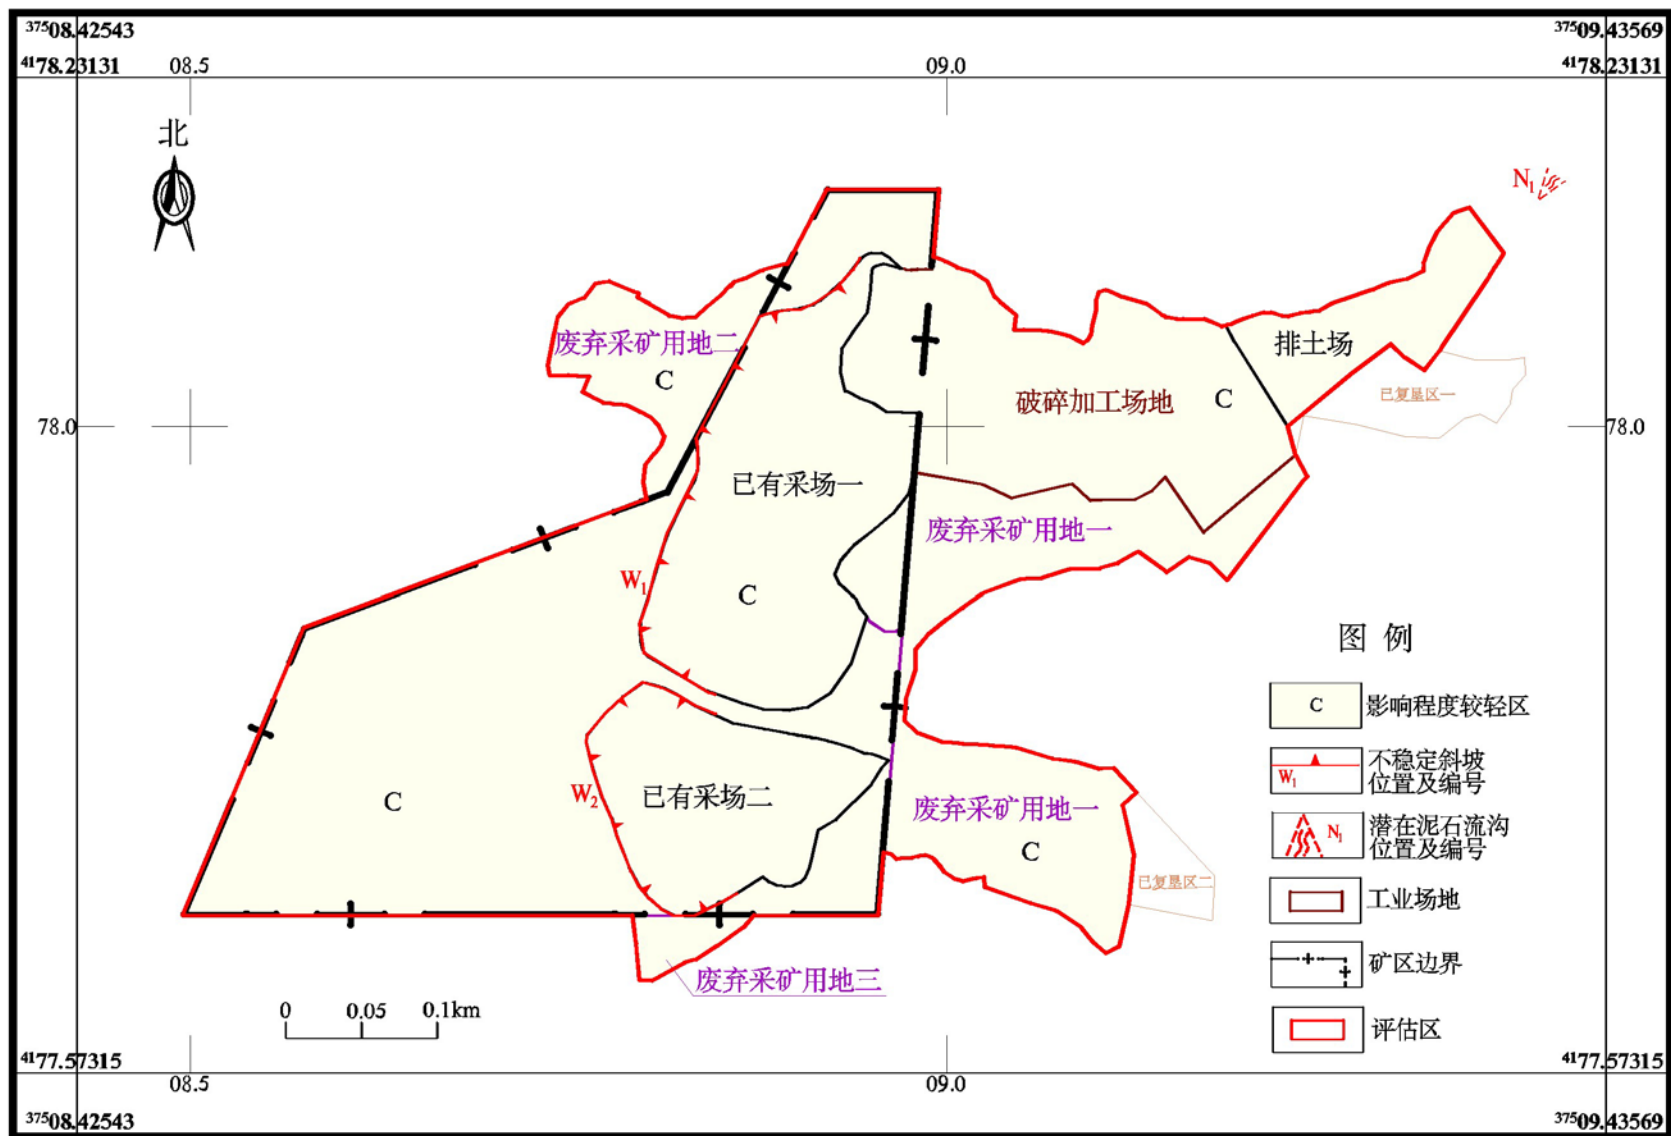 37508.42543
37509.43569
4178.23131
08.5
09.0
4178.23131
北
N1
废弃采矿用地二
C
排土场
已复垦区一
破碎加工场地
C
78.0
78.0
已有采场一
废弃采矿用地一
W1
C
图 例
C
影响程度较轻区
W1
不稳定斜坡
位置及编号
N1
潜在泥石流沟
位置及编号
工业场地
矿区边界
评估区
C
W2
已有采场二
废弃采矿用地一
C
已复垦区二
废弃采矿用地三
0
0.05
0.1km
4177.57315
08.5
09.0
4177.57315
37508.42543
37509.43569